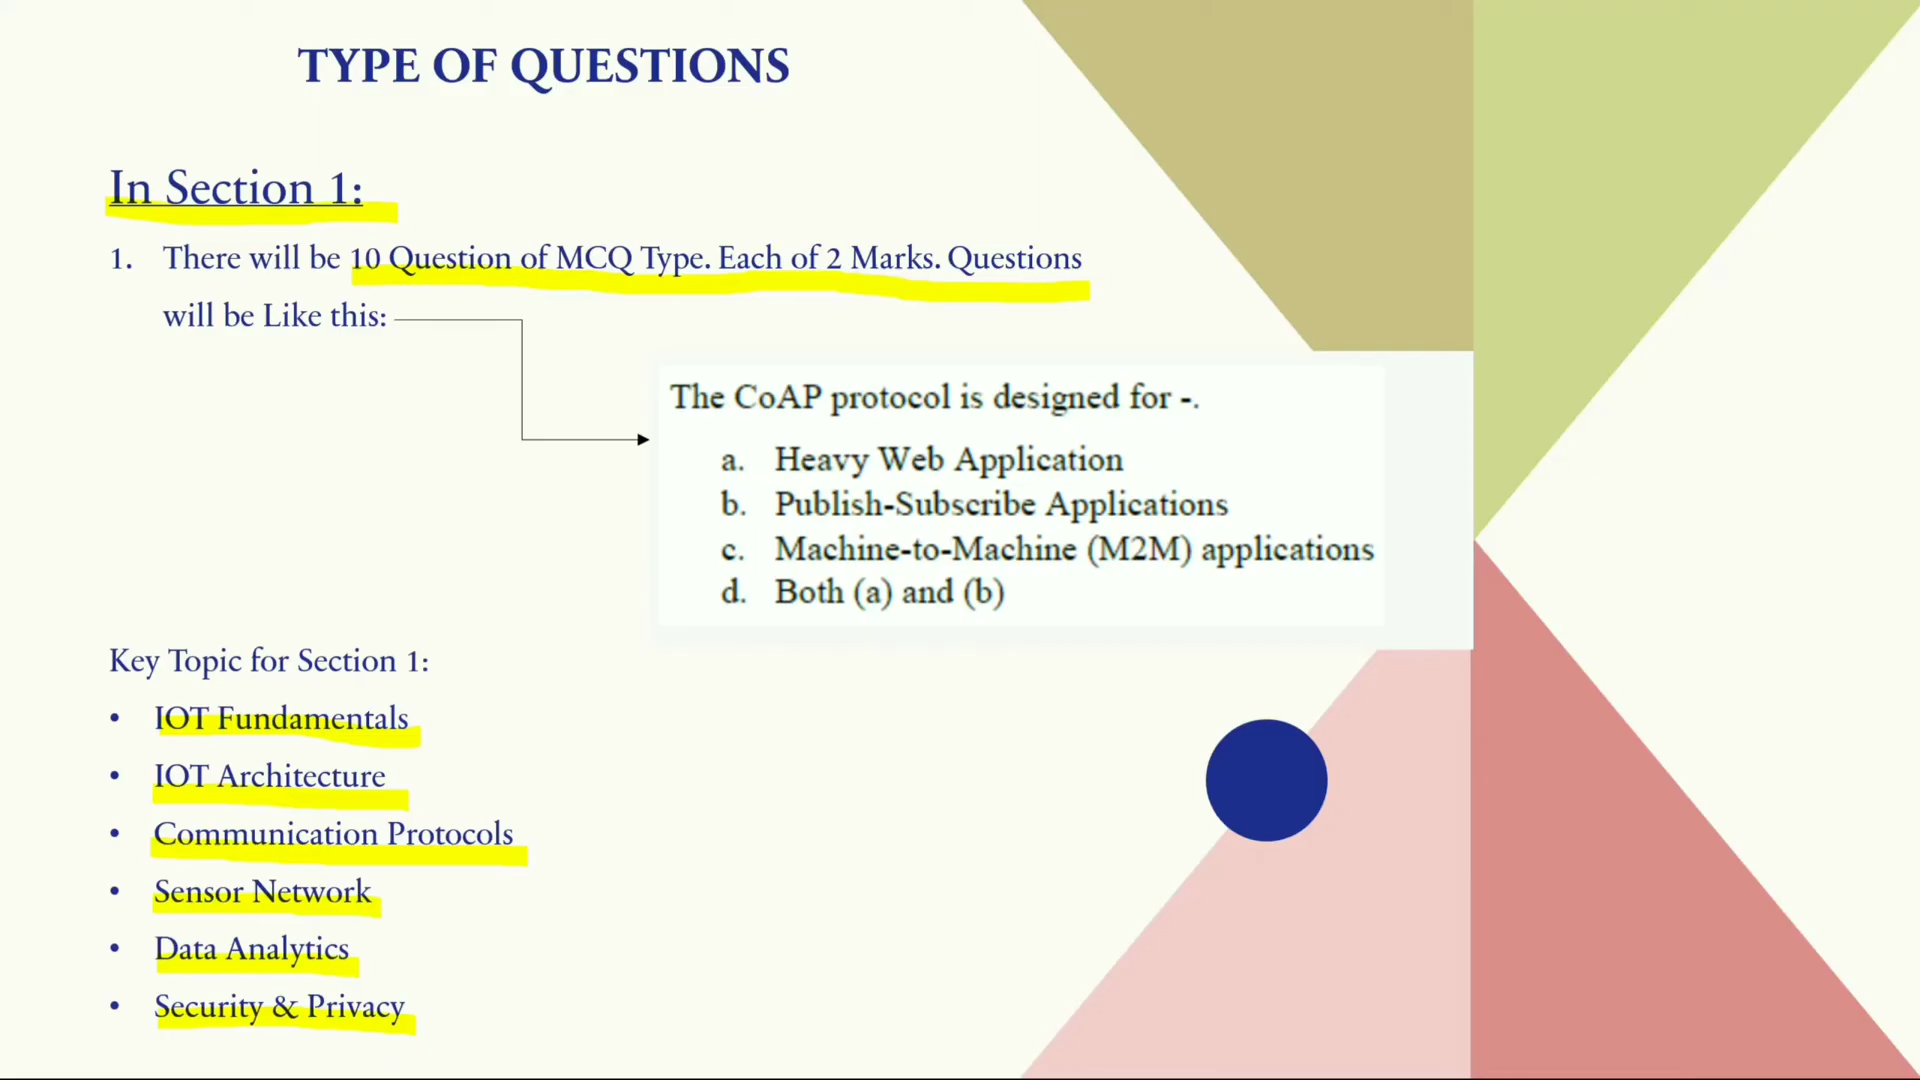 TYPE OF QUESTIONS
In Section 1:
1. There will be 10 Question of MCQ Type. Each of 2 Marks. Questions
will be Like this:
The CoAP protocol is designed for -.
a. Heavy Web Application
b. Publish-Subscribe Applications
c. Machine-to-Machine (M2M) applications
d. Both (a) and (b)
Key Topic for Section 1:
• IOT Fundamentals
• IOT Architecture
• Communication Protocols
• Sensor Network
• Data Analytics
• Security & Privacy